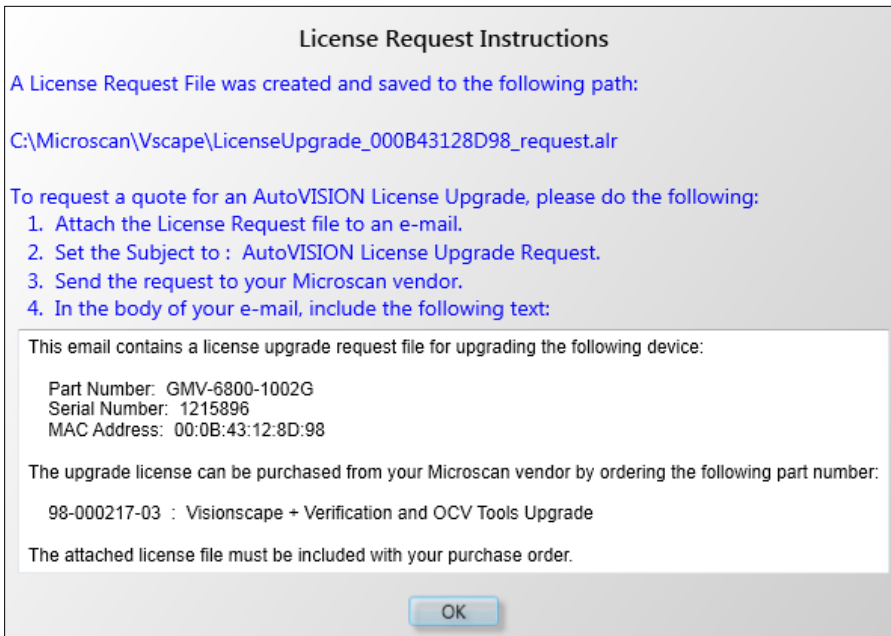 License Request Instructions
A License Request File was created and saved to the following path:
C:\Microscan\Vscape\LicenseUpgrade_000B43128D98_request.alr
To request a quote for an AutoVISION License Upgrade, please do the following:
1. Attach the License Request file to an e-mail.
2. Set the Subject to : AutoVISION License Upgrade Request.
3. Send the request to your Microscan vendor.
4. In the body of your e-mail, include the following text:
This email contains a license upgrade request file for upgrading the following device:
Part Number: GMV-6800-1002G
Serial Number: 1215896
MAC Address: 00:0B:43:12:8D:98
The upgrade license can be purchased from your Microscan vendor by ordering the following part number:
98-000217-03 : Visionscape + Verification and OCV Tools Upgrade
The attached license file must be included with your purchase order.
OK